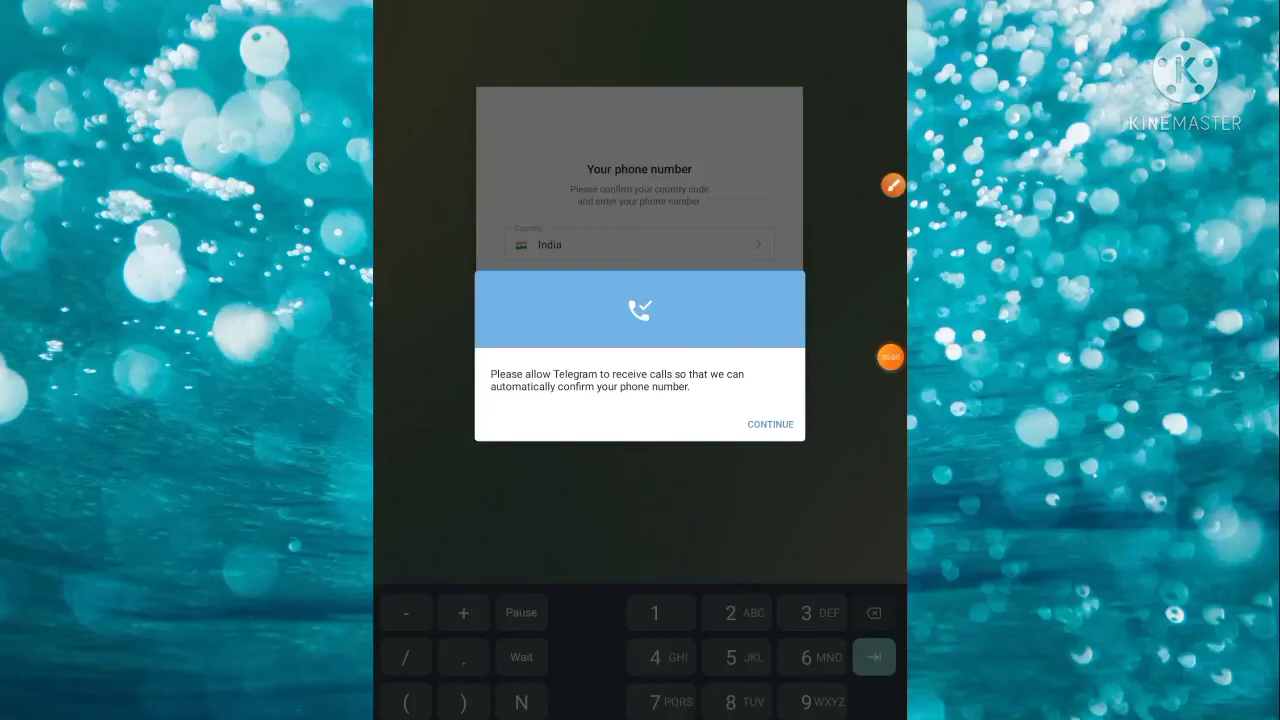 KINEMASTER
Your phone number
Please confirm your country code
and enter your phone number
Country
India
Please allow Telegram to receive calls so that we can
automatically confirm your phone number.
CONTINUE
00:00
- + Pause 1 2 ABC 3 DEF
/ . Wait 4 GHI 5 JKL 6 MNO
( ) N 7 PQRS 8 TUV 9 WXYZ